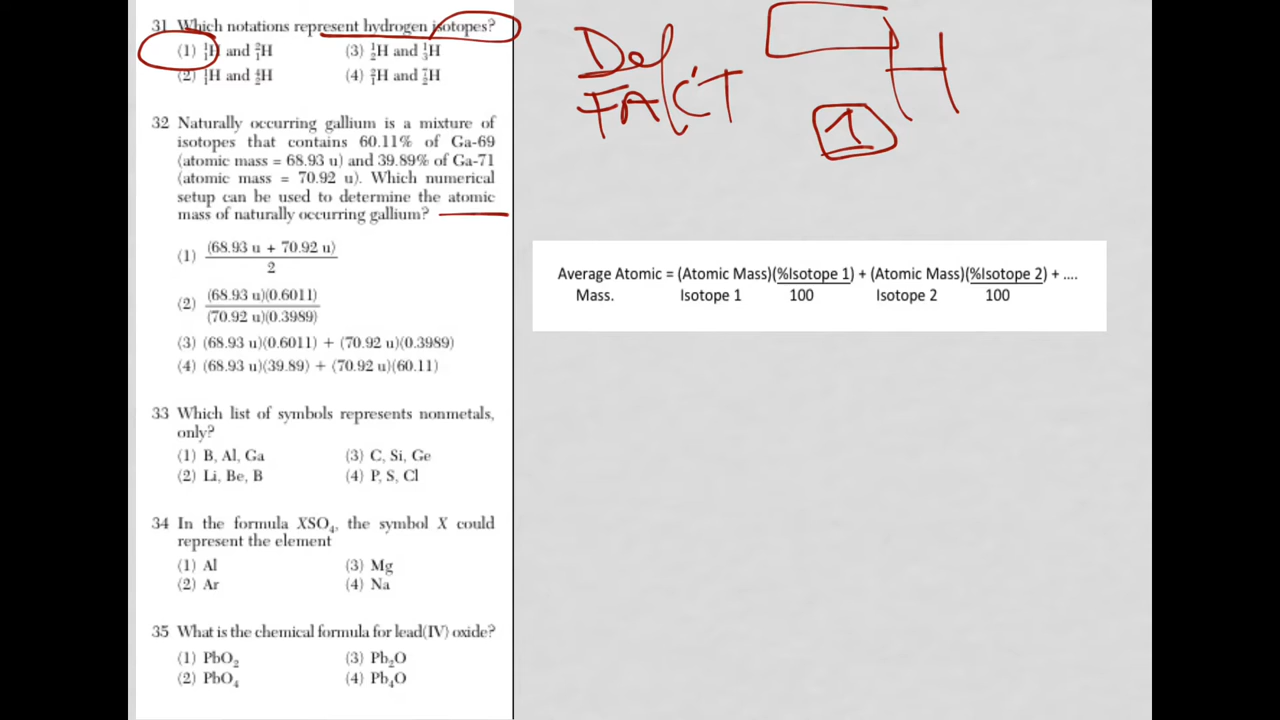 31 Which notations represent hydrogen isotopes?
(1) ¹₁H and ²₁H
(3) ¹₂H and ¹₃H
(2) ¹₁H and ⁴₂H
(4) ²₁H and ⁷₂H
32 Naturally occurring gallium is a mixture of
isotopes that contains 60.11% of Ga-69
(atomic mass = 68.93 u) and 39.89% of Ga-71
(atomic mass = 70.92 u). Which numerical
setup can be used to determine the atomic
mass of naturally occurring gallium?
(1) (68.93 u + 70.92 u)
2
(2) (68.93 u)(0.6011)
(70.92 u)(0.3989)
(3) (68.93 u)(0.6011) + (70.92 u)(0.3989)
(4) (68.93 u)(39.89) + (70.92 u)(60.11)
33 Which list of symbols represents nonmetals,
only?
(1) B, Al, Ga
(3) C, Si, Ge
(2) Li, Be, B
(4) P, S, Cl
34 In the formula XSO₄, the symbol X could
represent the element
(1) Al
(3) Mg
(2) Ar
(4) Na
35 What is the chemical formula for lead(IV) oxide?
(1) PbO₂
(3) Pb₂O
(2) PbO₄
(4) Pb₄O
Def
FACT
H
1
Average Atomic = (Atomic Mass)(%Isotope 1) + (Atomic Mass)(%Isotope 2) + ....
Mass. Isotope 1 100 Isotope 2 100